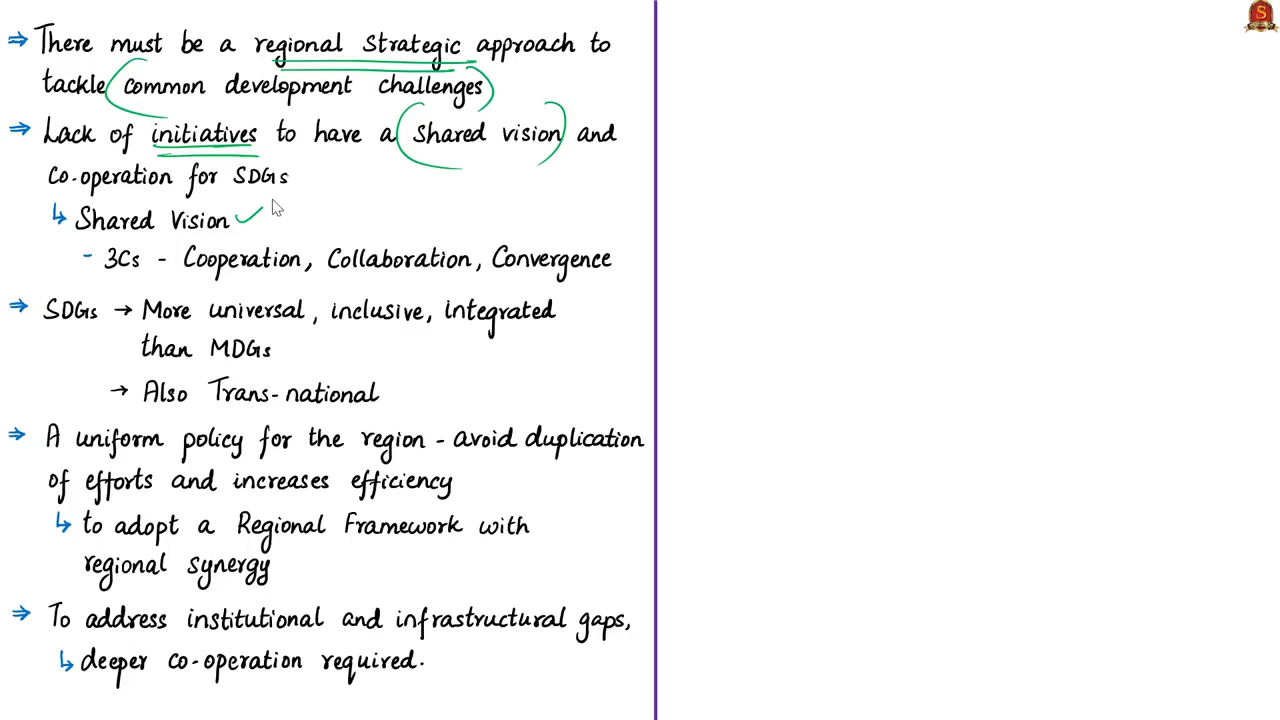 ⇒ There must be a regional strategic approach to
tackle common development challenges
⇒ Lack of initiatives to have a shared vision and
co-operation for SDGs
↳ Shared Vision ✓
- 3Cs - Cooperation, Collaboration, Convergence
⇒ SDGs → More universal, inclusive, integrated
than MDGs
→ Also Trans-national
⇒ A uniform policy for the region - avoid duplication
of efforts and increases efficiency
↳ to adopt a Regional Framework with
regional synergy
⇒ To address institutional and infrastructural gaps,
↳ deeper co-operation required.
S